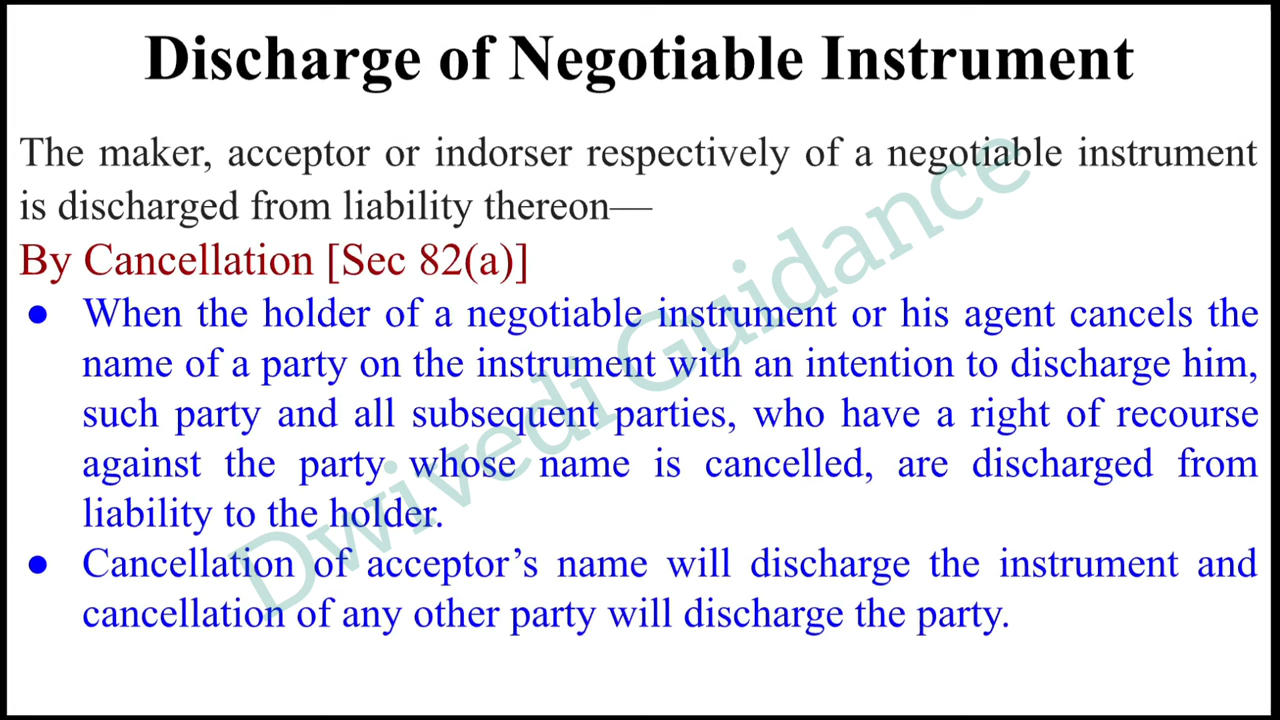 Discharge of Negotiable Instrument
The maker, acceptor or indorser respectively of a negotiable instrument
is discharged from liability thereon—
By Cancellation [Sec 82(a)]
● When the holder of a negotiable instrument or his agent cancels the
name of a party on the instrument with an intention to discharge him,
such party and all subsequent parties, who have a right of recourse
against the party whose name is cancelled, are discharged from
liability to the holder.
● Cancellation of acceptor’s name will discharge the instrument and
cancellation of any other party will discharge the party.
Dwivedi Guidance